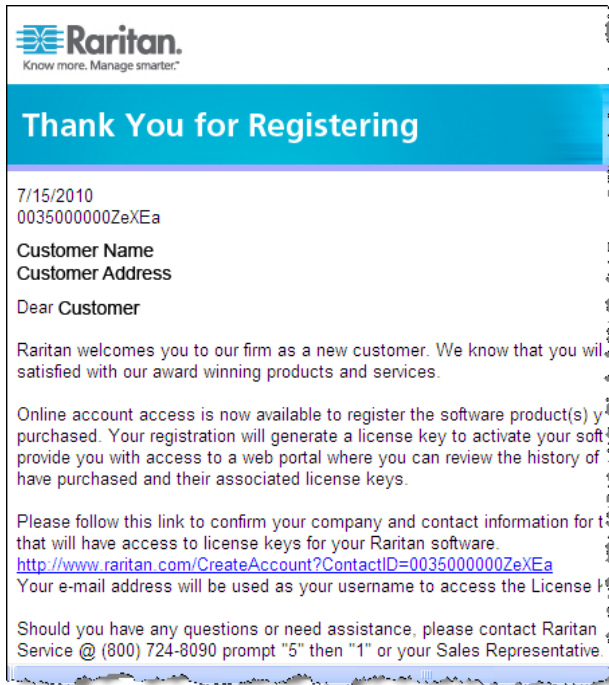 Raritan.
Know more. Manage smarter.™
Thank You for Registering
7/15/2010
0035000000ZeXEa
Customer Name
Customer Address
Dear Customer
Raritan welcomes you to our firm as a new customer. We know that you wil
satisfied with our award winning products and services.
Online account access is now available to register the software product(s) y
purchased. Your registration will generate a license key to activate your soft
provide you with access to a web portal where you can review the history of
have purchased and their associated license keys.
Please follow this link to confirm your company and contact information for t
that will have access to license keys for your Raritan software.
http://www.raritan.com/CreateAccount?ContactID=0035000000ZeXEa
Your e-mail address will be used as your username to access the License
Should you have any questions or need assistance, please contact Raritan
Service @ (800) 724-8090 prompt "5" then "1" or your Sales Representative.